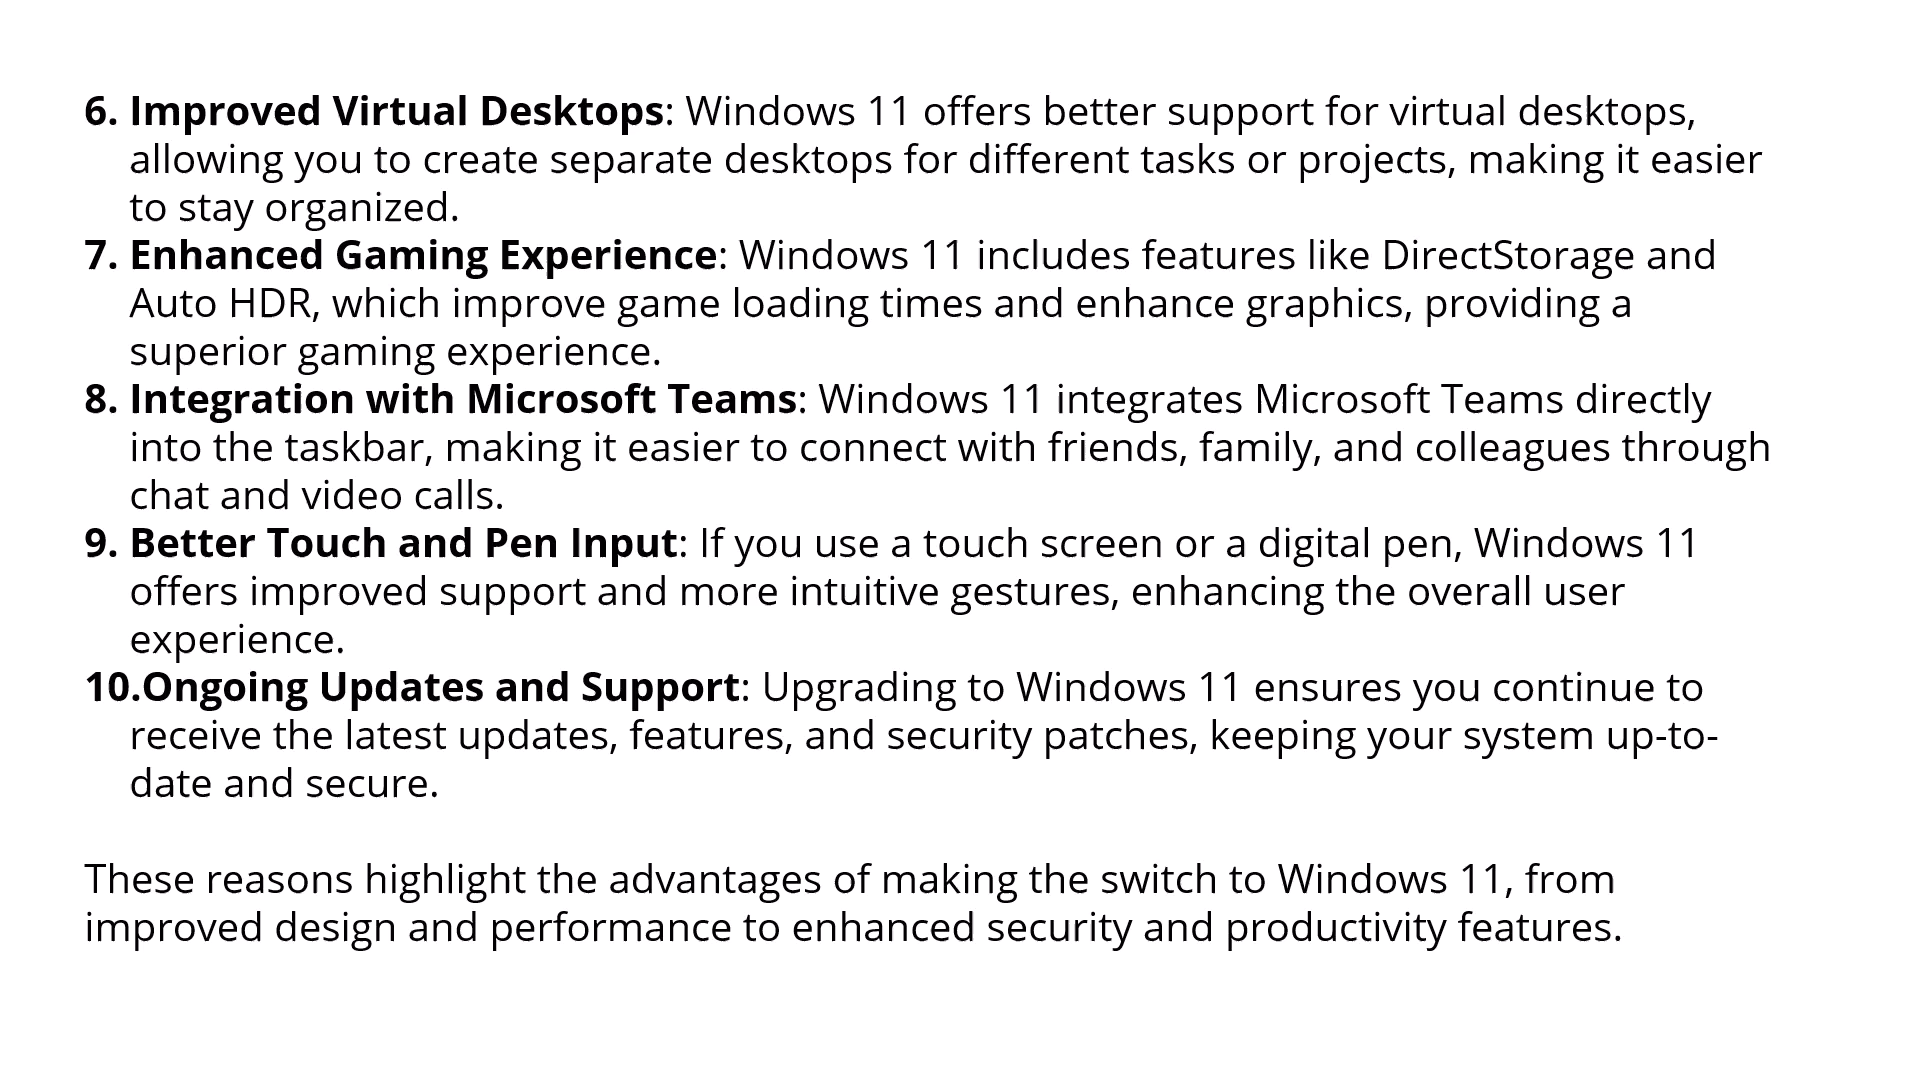 6. Improved Virtual Desktops: Windows 11 offers better support for virtual desktops,
allowing you to create separate desktops for different tasks or projects, making it easier
to stay organized.
7. Enhanced Gaming Experience: Windows 11 includes features like DirectStorage and
Auto HDR, which improve game loading times and enhance graphics, providing a
superior gaming experience.
8. Integration with Microsoft Teams: Windows 11 integrates Microsoft Teams directly
into the taskbar, making it easier to connect with friends, family, and colleagues through
chat and video calls.
9. Better Touch and Pen Input: If you use a touch screen or a digital pen, Windows 11
offers improved support and more intuitive gestures, enhancing the overall user
experience.
10.Ongoing Updates and Support: Upgrading to Windows 11 ensures you continue to
receive the latest updates, features, and security patches, keeping your system up-to-
date and secure.
These reasons highlight the advantages of making the switch to Windows 11, from
improved design and performance to enhanced security and productivity features.